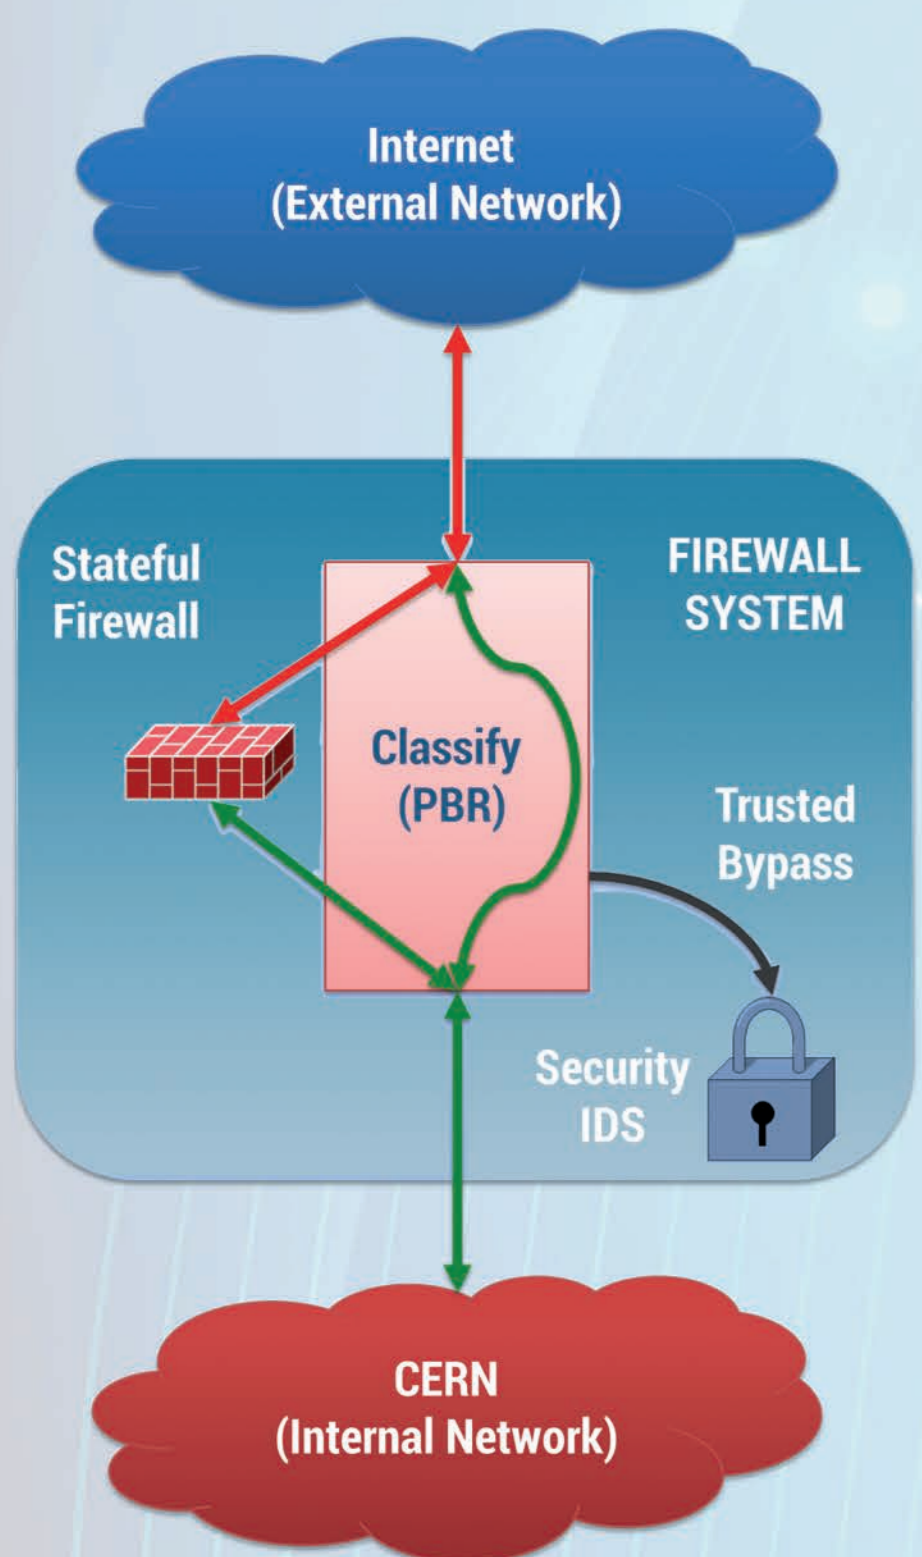 Internet
(External Network)
Stateful
Firewall
FIREWALL
SYSTEM
Classify
(PBR)
Trusted
Bypass
Security
IDS
CERN
(Internal Network)